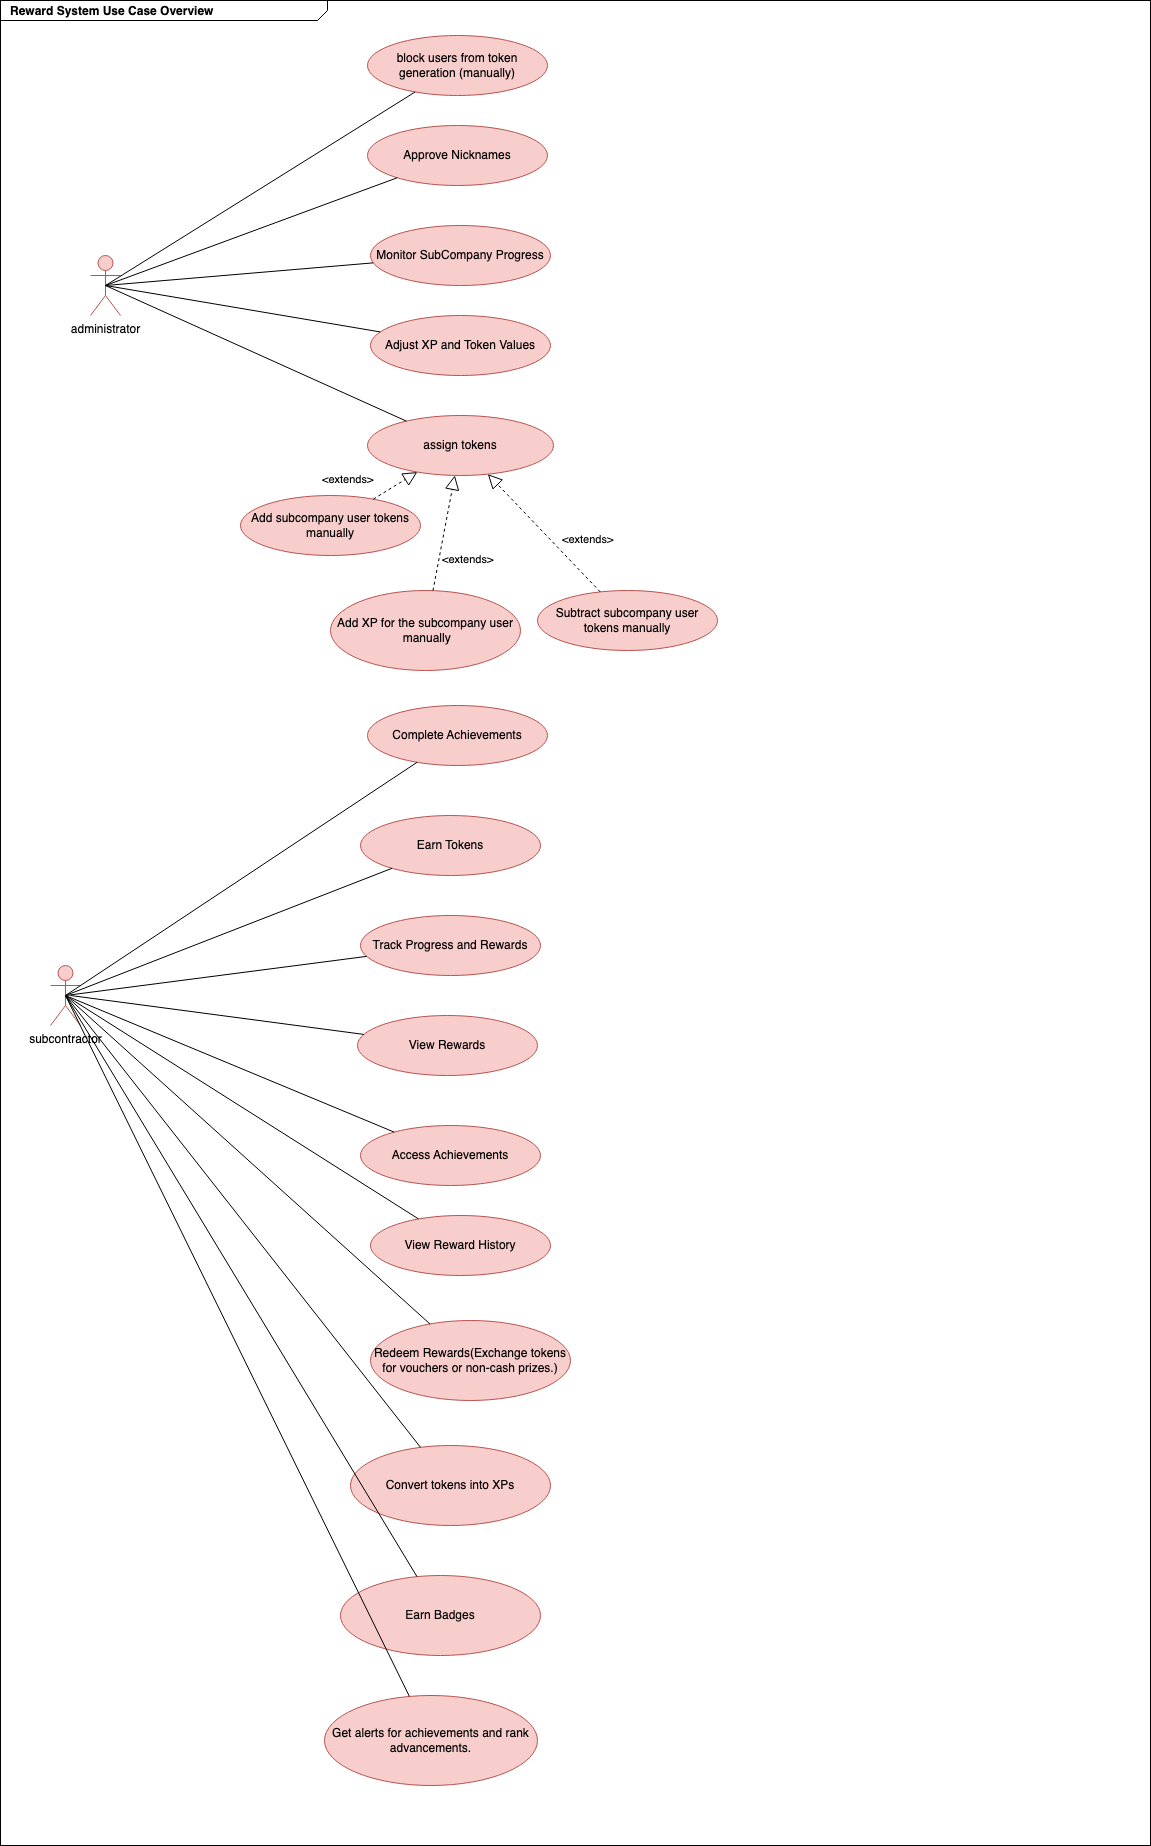 Reward System Use Case Overview
block users from token
generation (manually)
Approve Nicknames
Monitor SubCompany Progress
administrator
Adjust XP and Token Values
assign tokens
<extends>
Add subcompany user tokens
manually
<extends>
<extends>
Add XP for the subcompany user
manually
Subtract subcompany user
tokens manually
Complete Achievements
Earn Tokens
Track Progress and Rewards
subcontractor
View Rewards
Access Achievements
View Reward History
Redeem Rewards(Exchange tokens
for vouchers or non-cash prizes.)
Convert tokens into XPs
Earn Badges
Get alerts for achievements and rank
advancements.